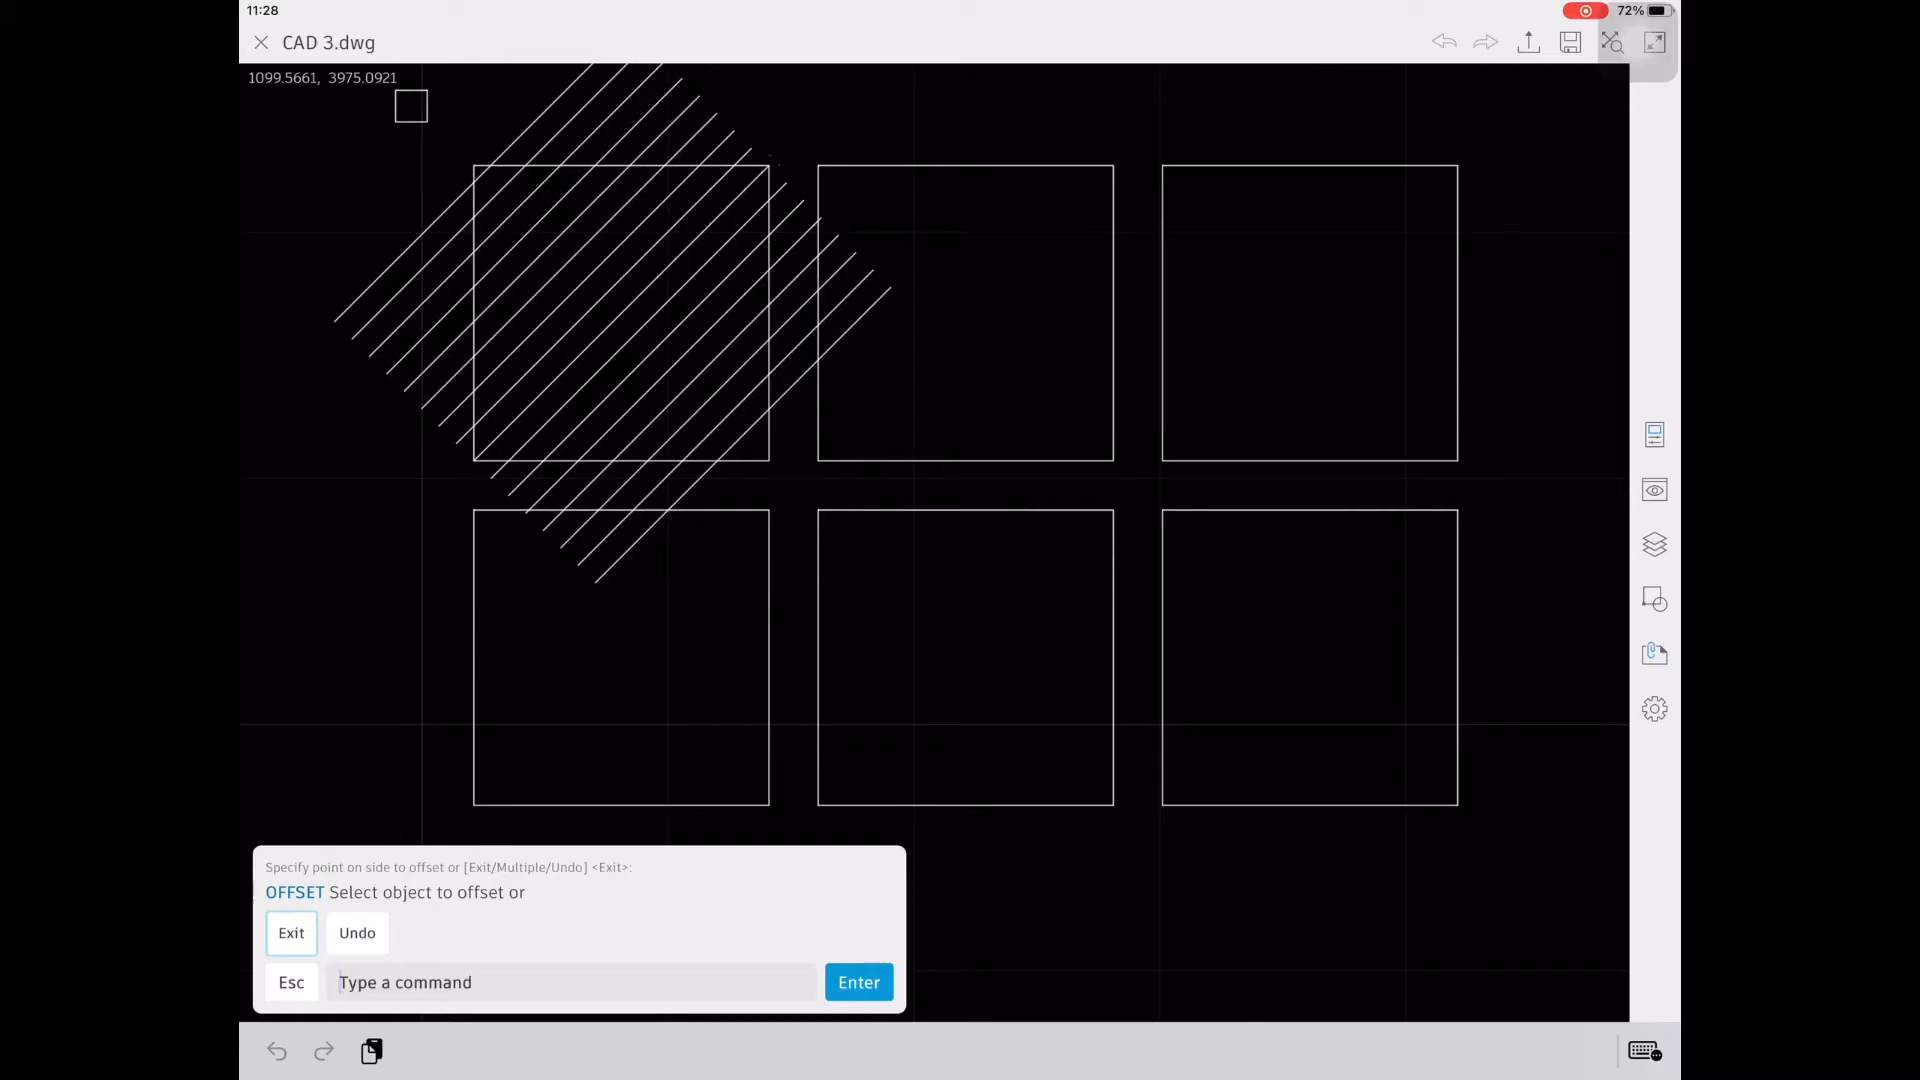 11:28
72%
CAD 3.dwg
1099.5661, 3975.0921
Specify point on side to offset or [Exit/Multiple/Undo] <Exit>:
OFFSET Select object to offset or
Exit Undo
Esc Type a command Enter